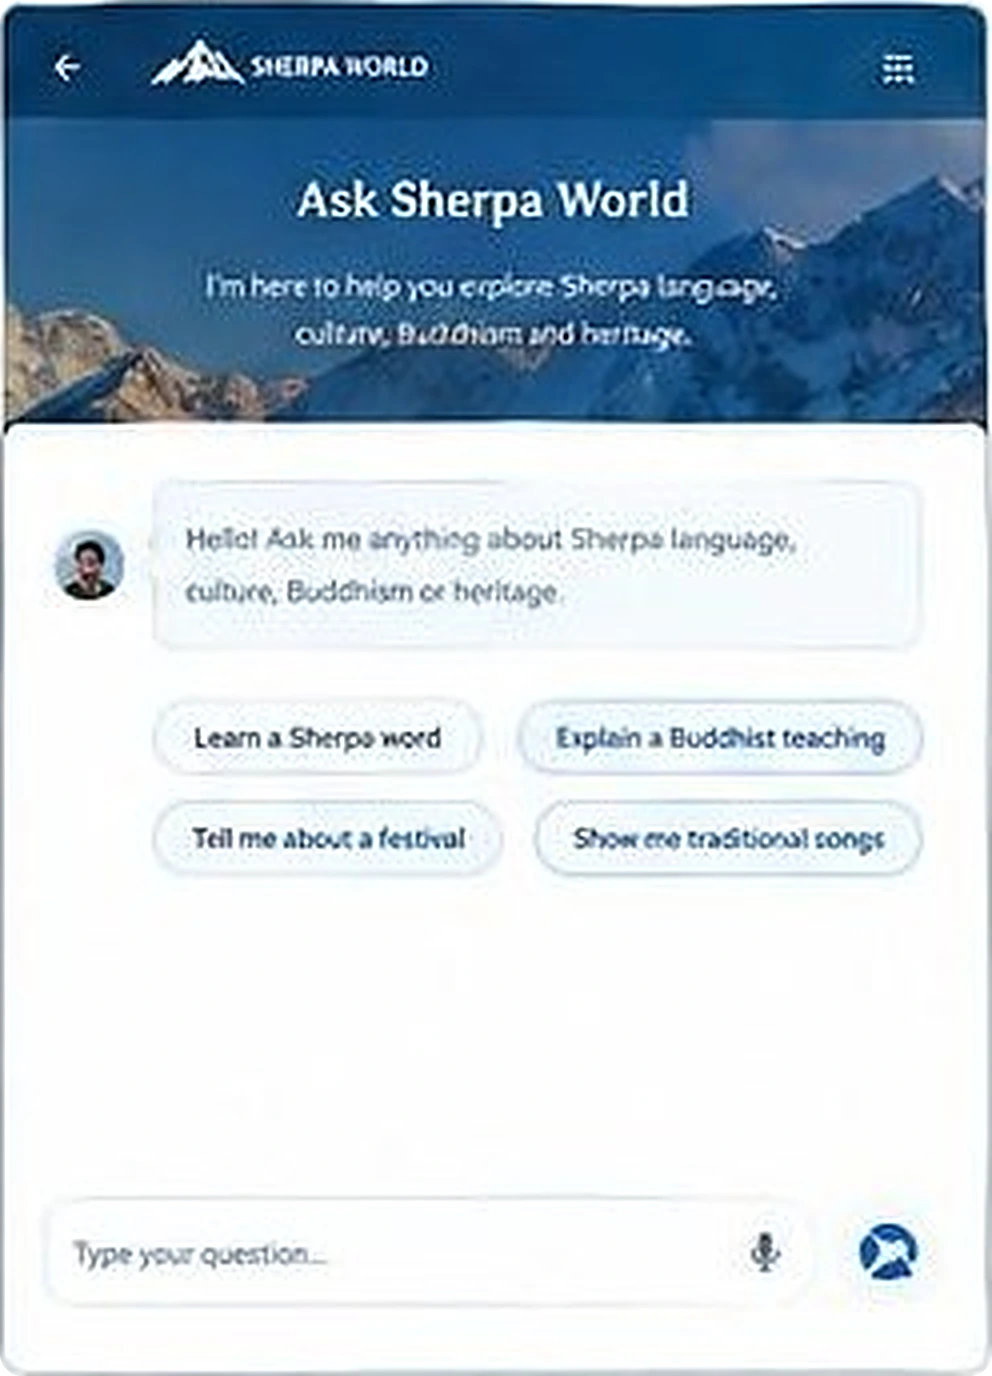 SHERPA WORLD
Ask Sherpa World
I'm here to help you explore Sherpa language,
culture, Buddhism and heritage.
Hello! Ask me anything about Sherpa language,
culture, Buddhism or heritage.
Learn a Sherpa word
Explain a Buddhist teaching
Tell me about a festival
Show me traditional songs
Type your question...